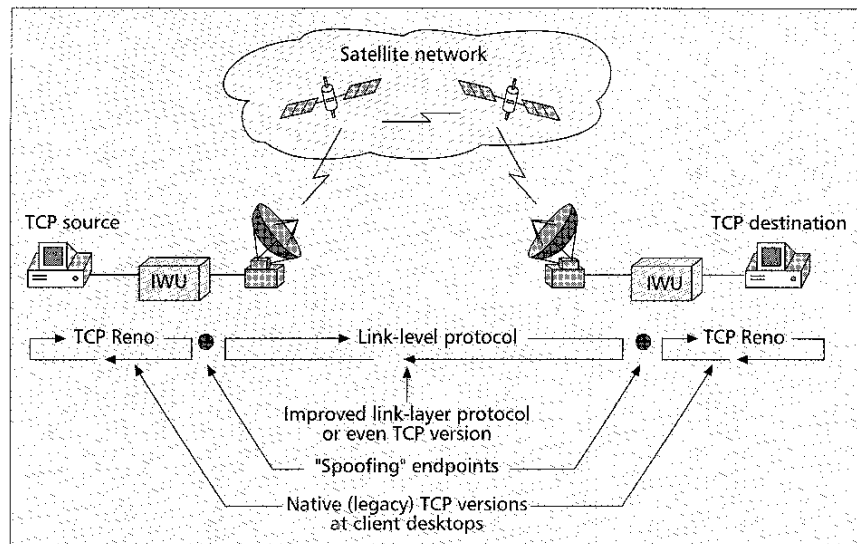 Satellite network
TCP source
TCP destination
IWU
IWU
TCP Reno
Link-level protocol
TCP Reno
Improved link-layer protocol
or even TCP version
"Spoofing" endpoints
Native (legacy) TCP versions
at client desktops